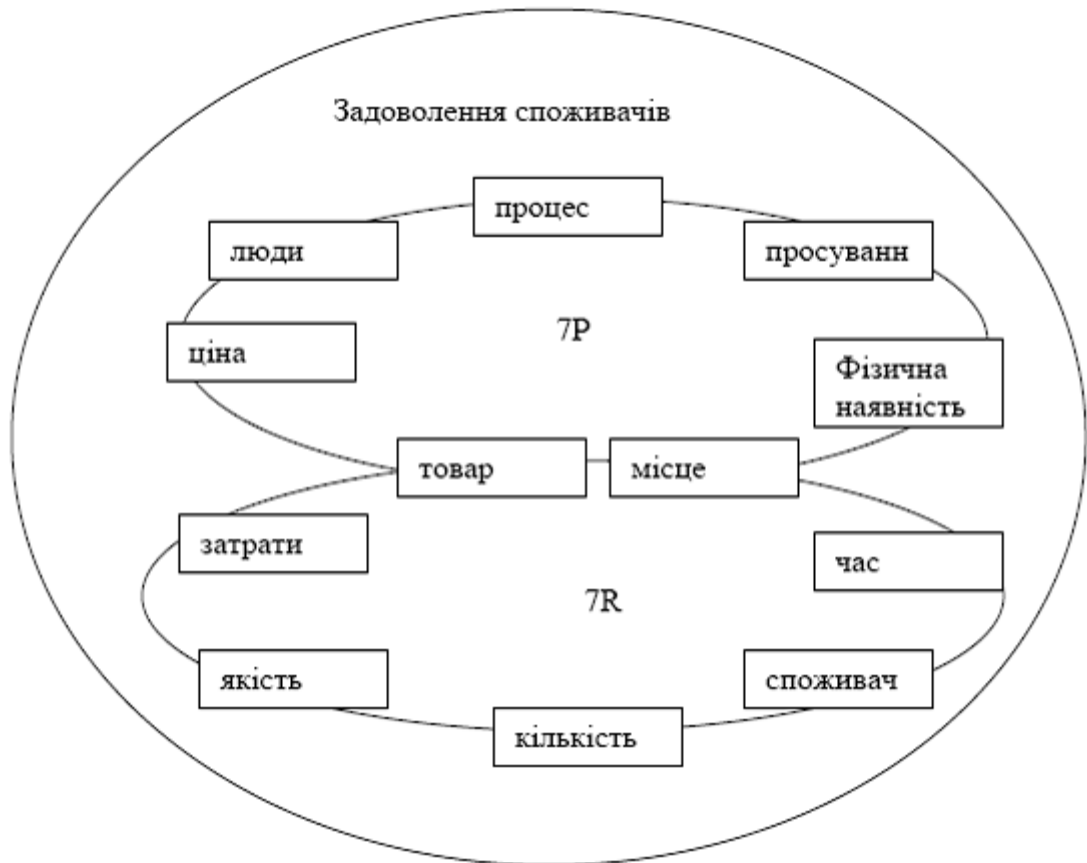 Задоволення споживачів
процес
люди
просуванн
7P
ціна
Фізична
наявність
товар
місце
затрати
час
7R
якість
споживач
кількість